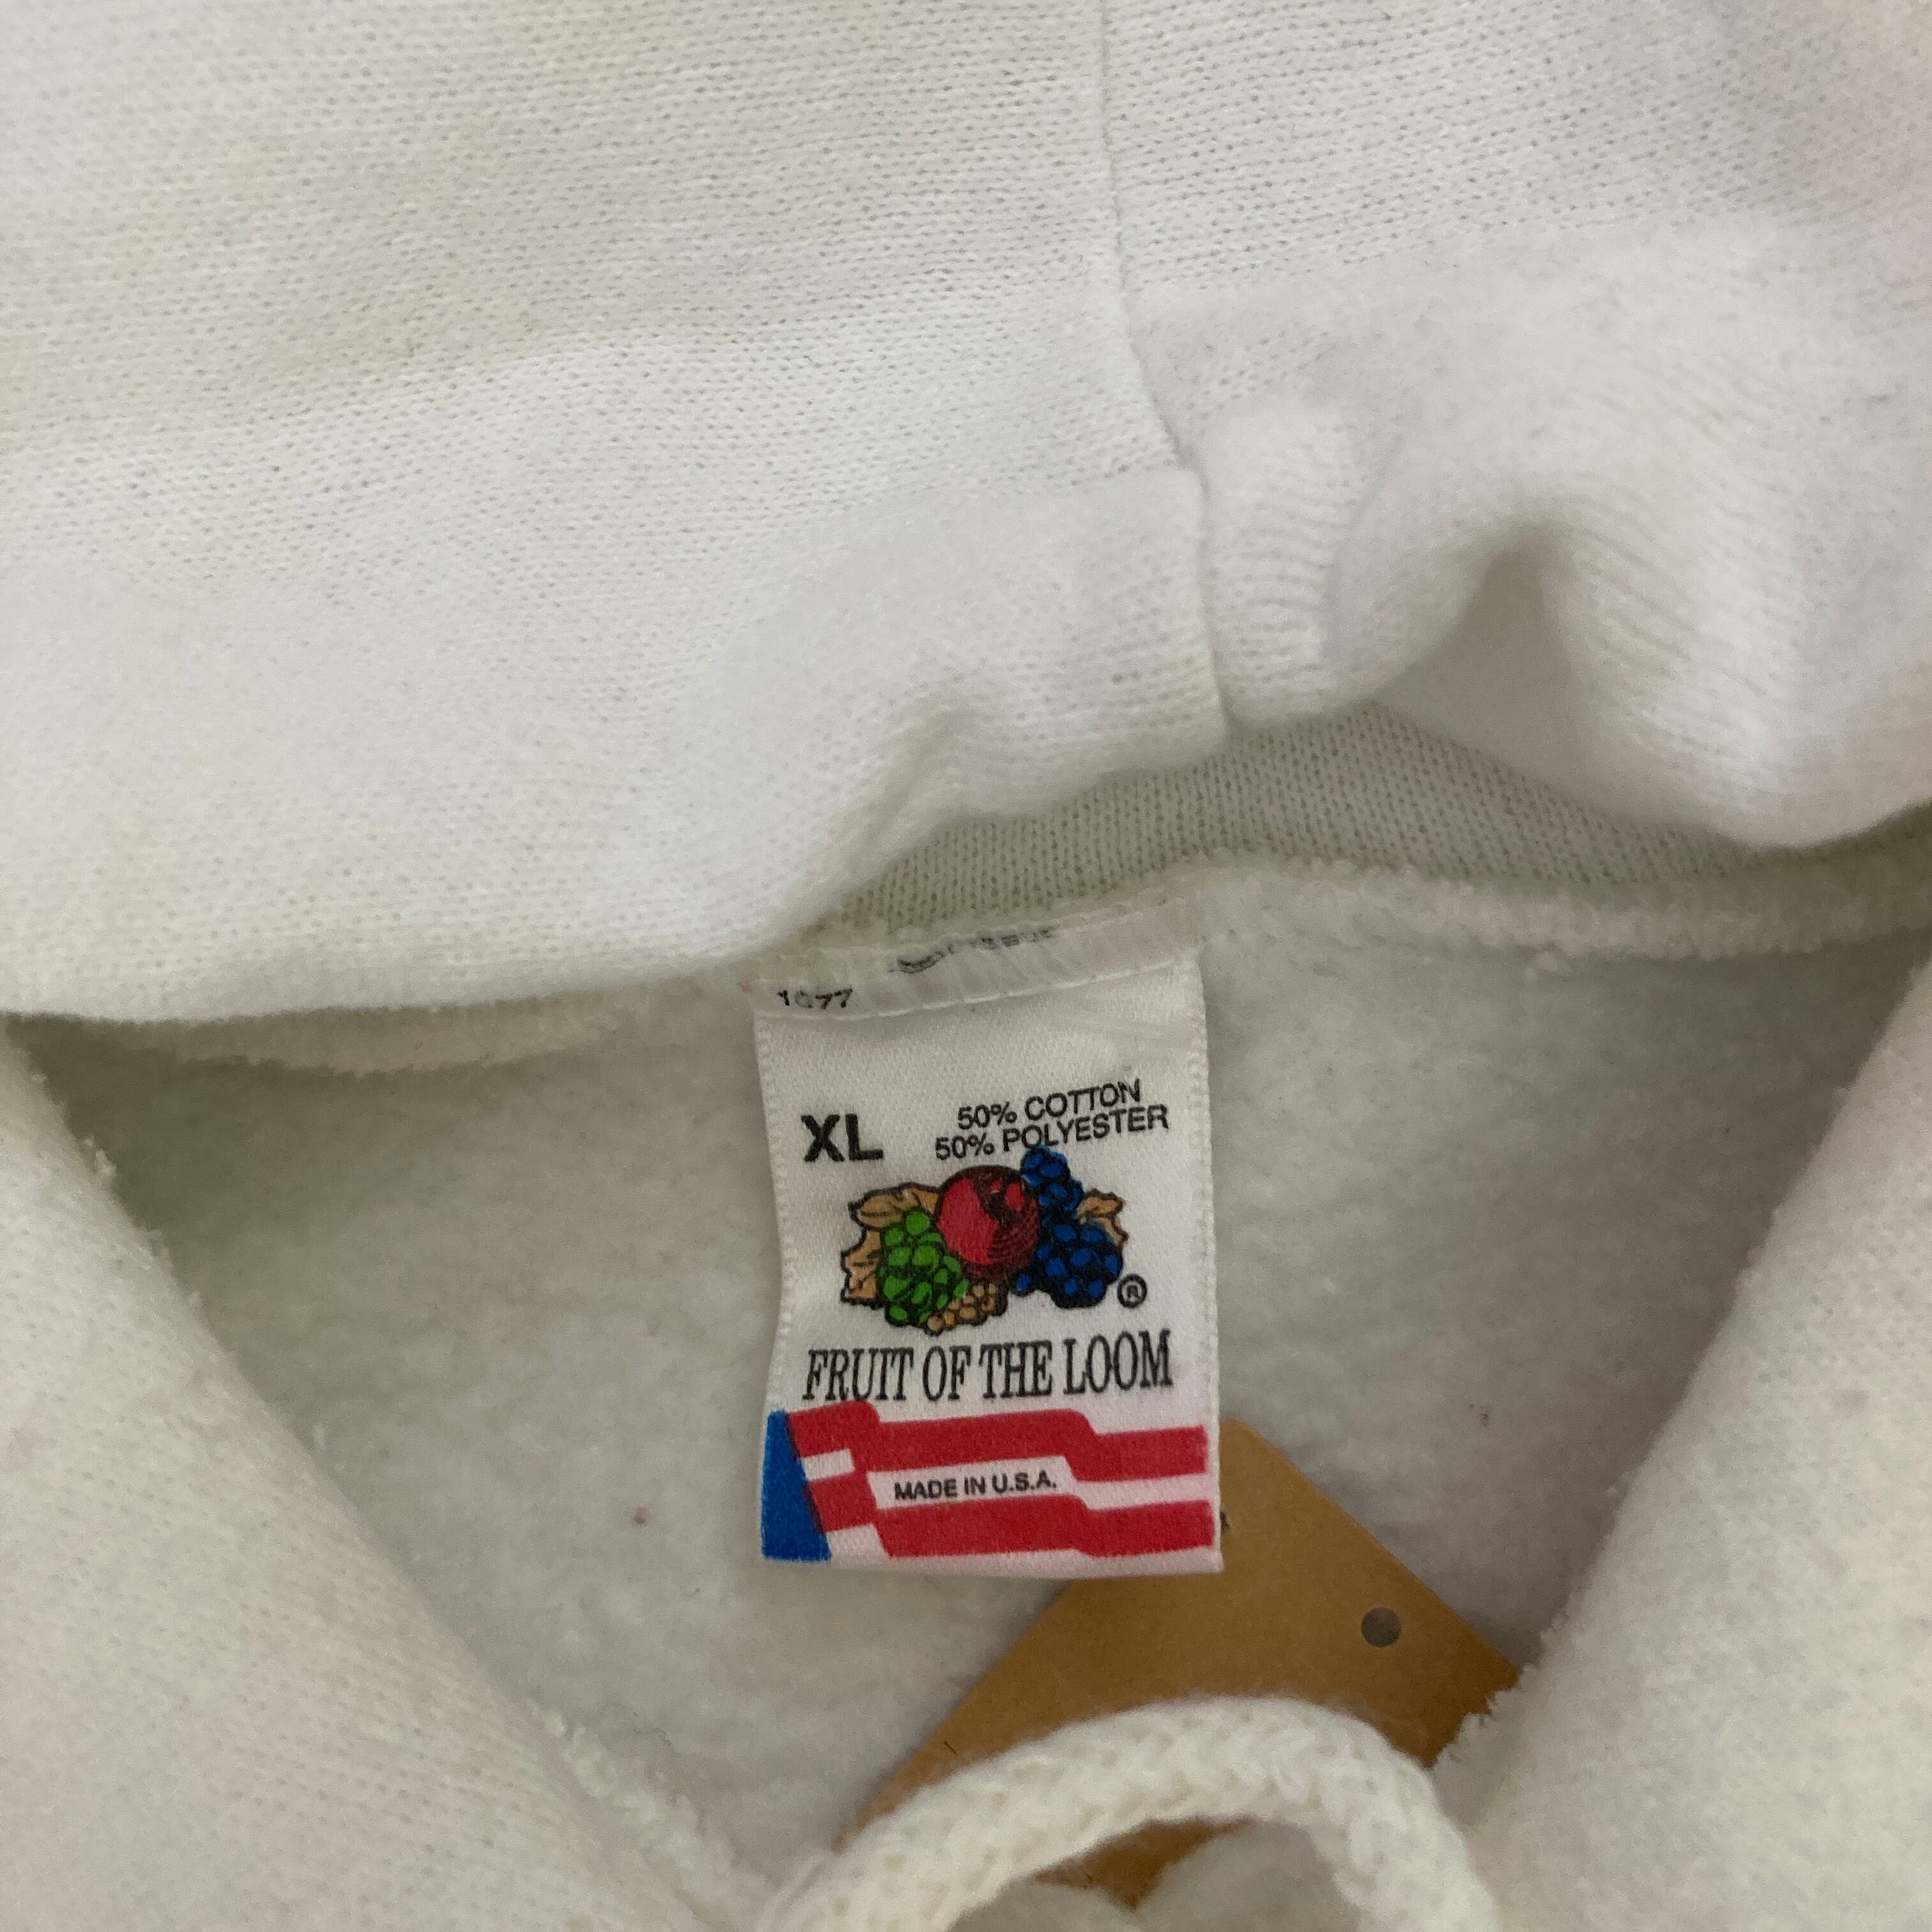 1077
XL
50% COTTON
50% POLYESTER
®
FRUIT OF THE LOOM
MADE IN U.S.A.